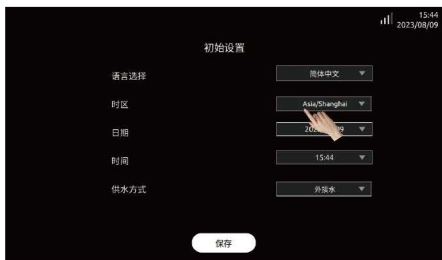 15:44
2023/08/09
初始设置
语言选择
简体中文
时区
Asia/Shanghai
日期
时间
15:44
供水方式
外接水
保存